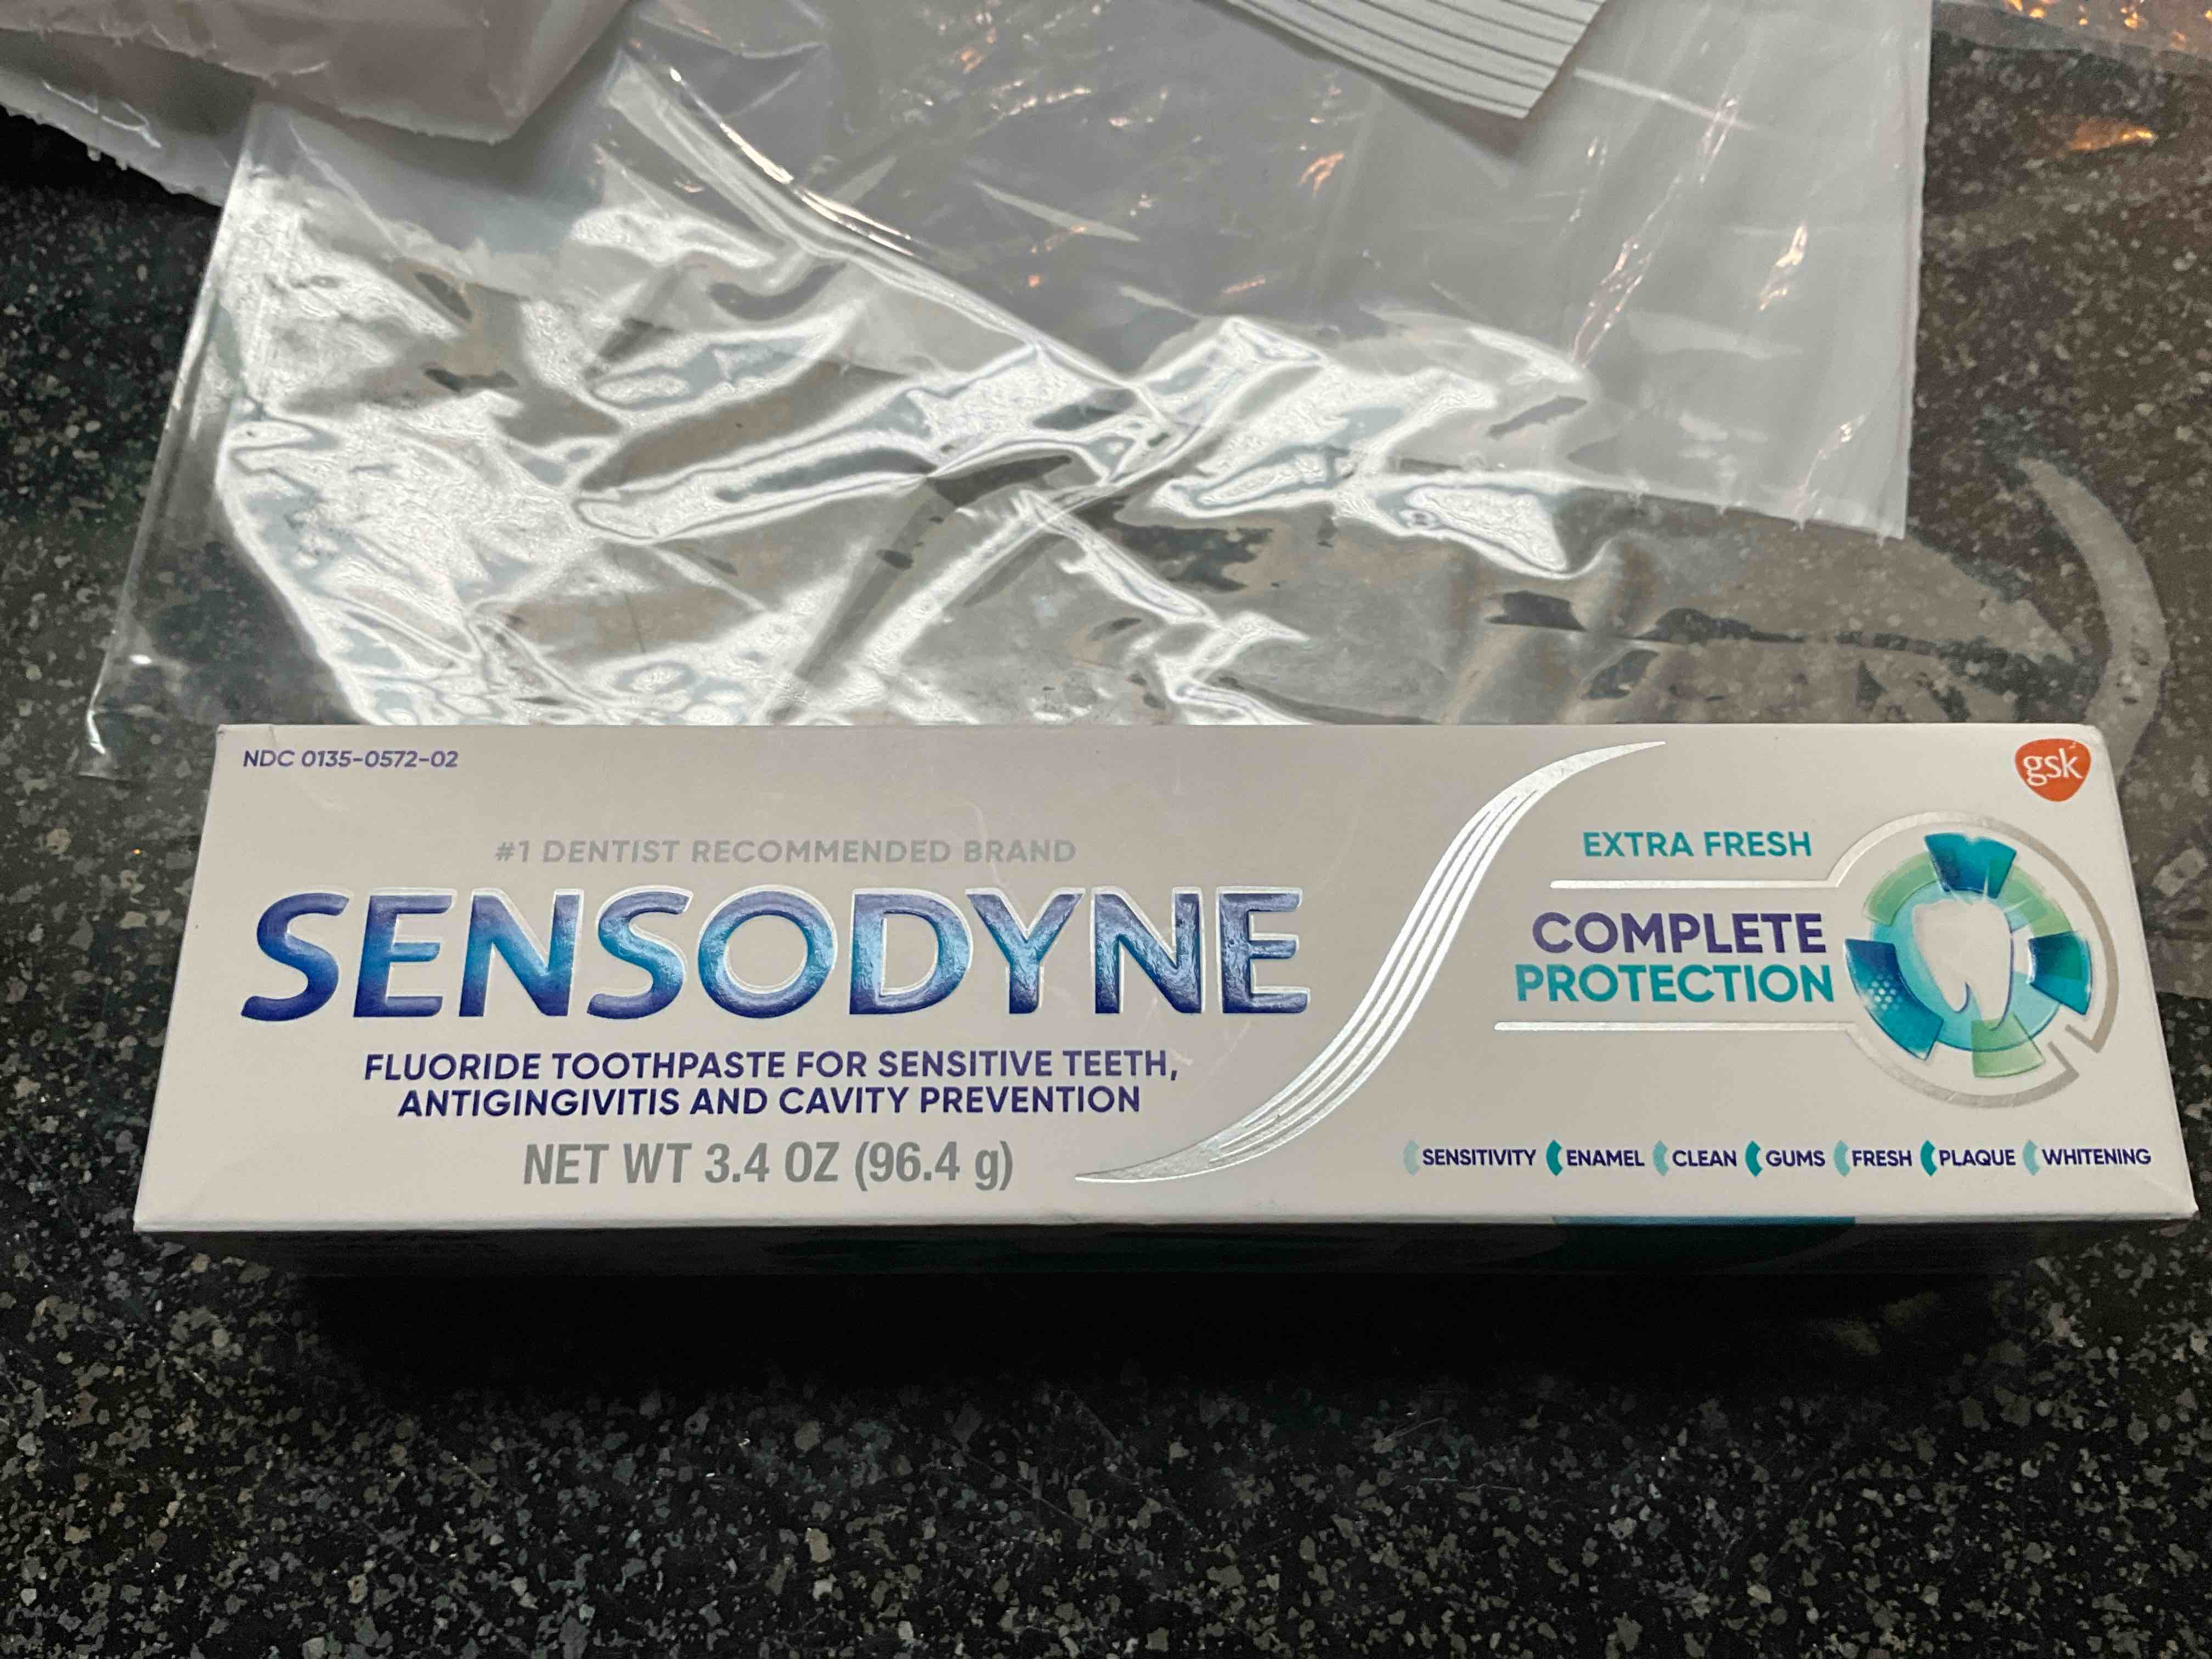 NDC 0135-0572-02
gsk
#1 DENTIST RECOMMENDED BRAND
SENSODYNE
FLUORIDE TOOTHPASTE FOR SENSITIVE TEETH,
ANTIGINGIVITIS AND CAVITY PREVENTION
NET WT 3.4 OZ (96.4 g)
EXTRA FRESH
COMPLETE
PROTECTION
SENSITIVITY ENAMEL CLEAN GUMS FRESH PLAQUE WHITENING